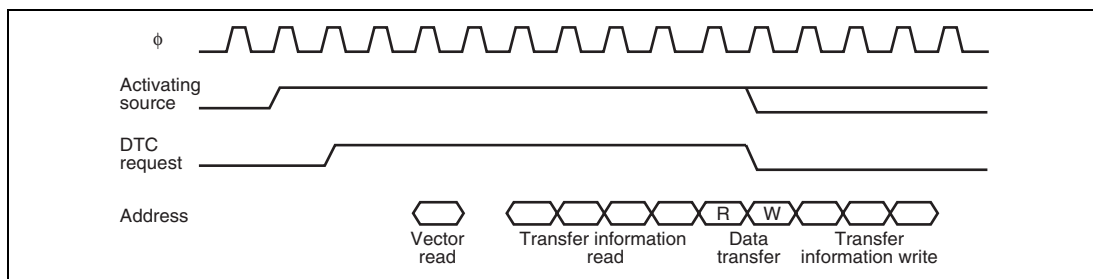 φ
Activating
source
DTC
request
Address
R W
Vector
read
Transfer information
read
Data
transfer
Transfer
information write